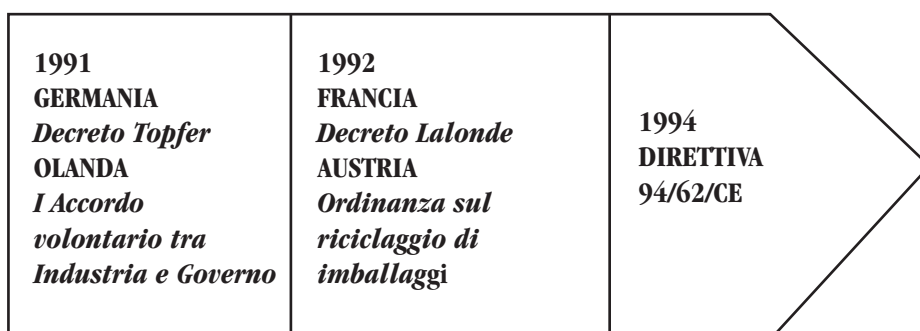 1991
GERMANIA
Decreto Topfer
OLANDA
I Accordo
volontario tra
Industria e Governo
1992
FRANCIA
Decreto Lalonde
AUSTRIA
Ordinanza sul
riciclaggio di
imballaggi
1994
DIRETTIVA
94/62/CE